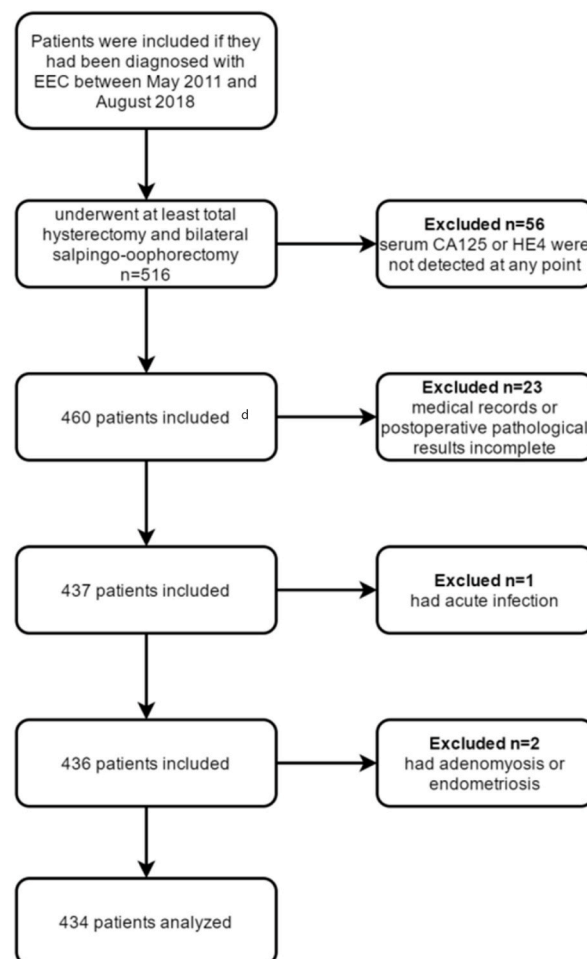 Patients were included if they
had been diagnosed with
EEC between May 2011 and
August 2018
underwent at least total
hysterectomy and bilateral
salpingo-oophorectomy
n=516
Excluded n=56
serum CA125 or HE4 were
not detected at any point
460 patients included d
Excluded n=23
medical records or
postoperative pathological
results incomplete
437 patients included
Exclued n=1
had acute infection
436 patients included
Excluded n=2
had adenomyosis or
endometriosis
434 patients analyzed